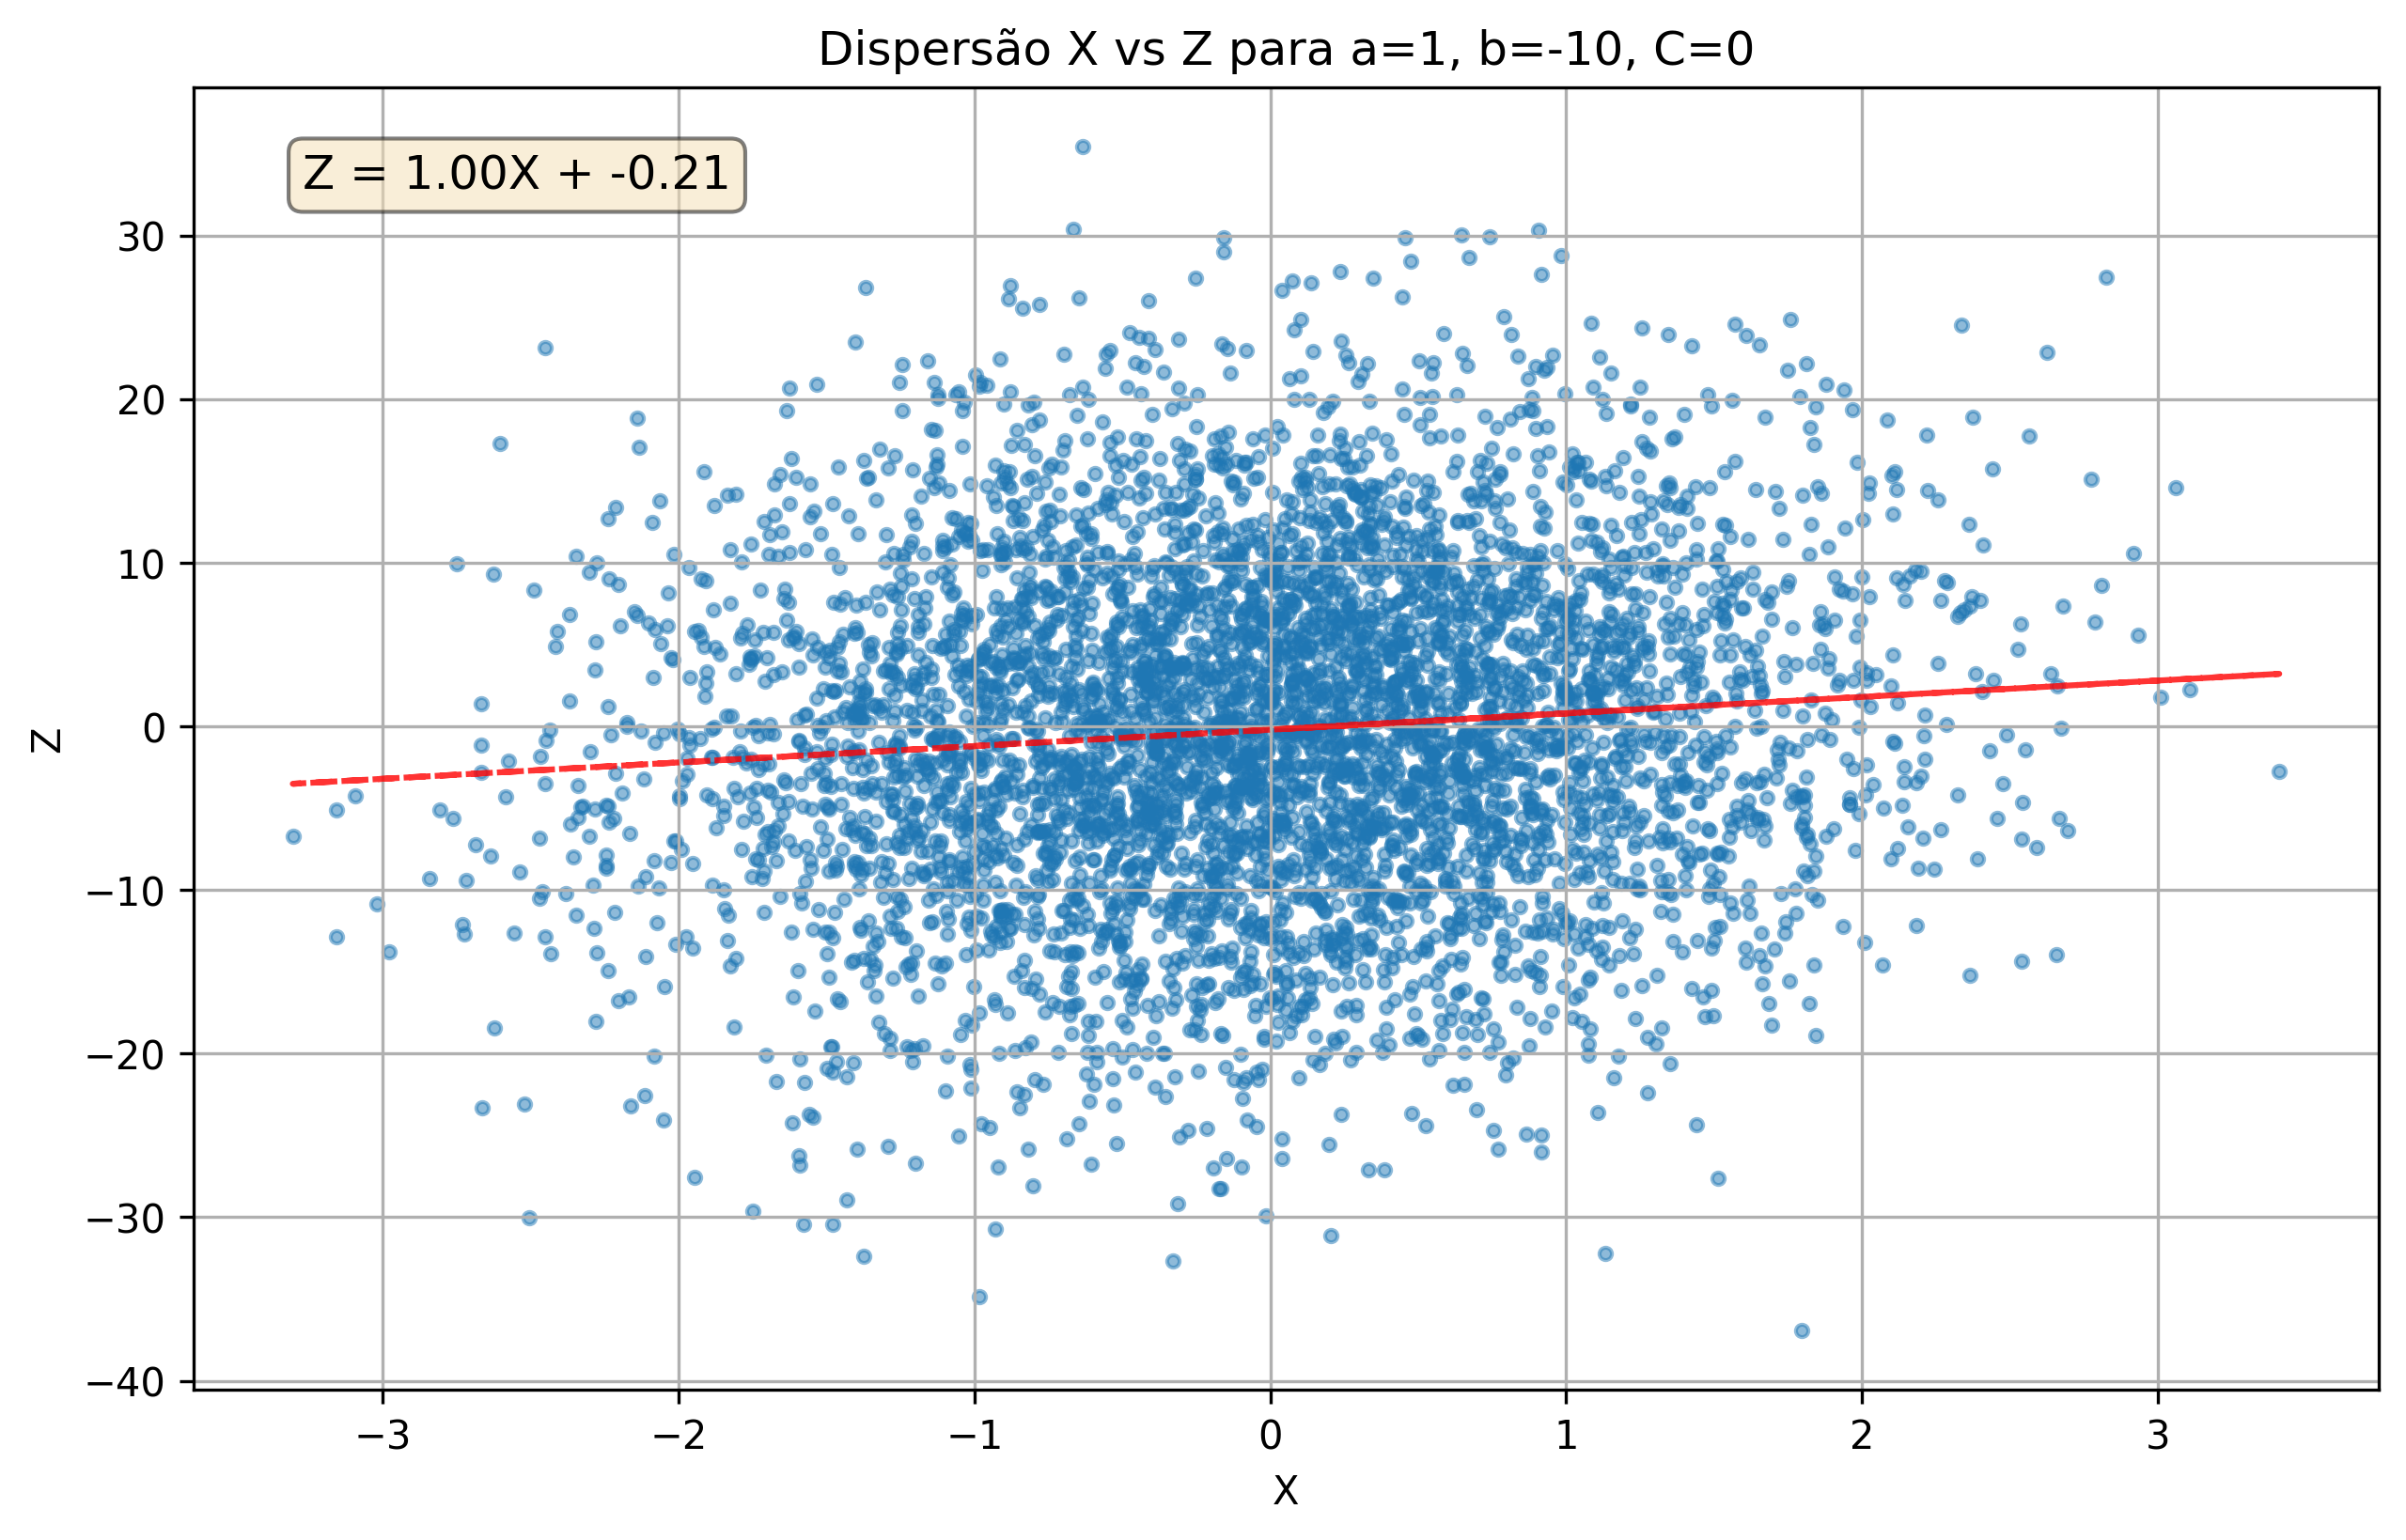 Dispersão X vs Z para a=1, b=-10, C=0
Z = 1.00X + -0.21
30
20
10
0
−10
−20
−30
−40
Z
−3 −2 −1 0 1 2 3
X